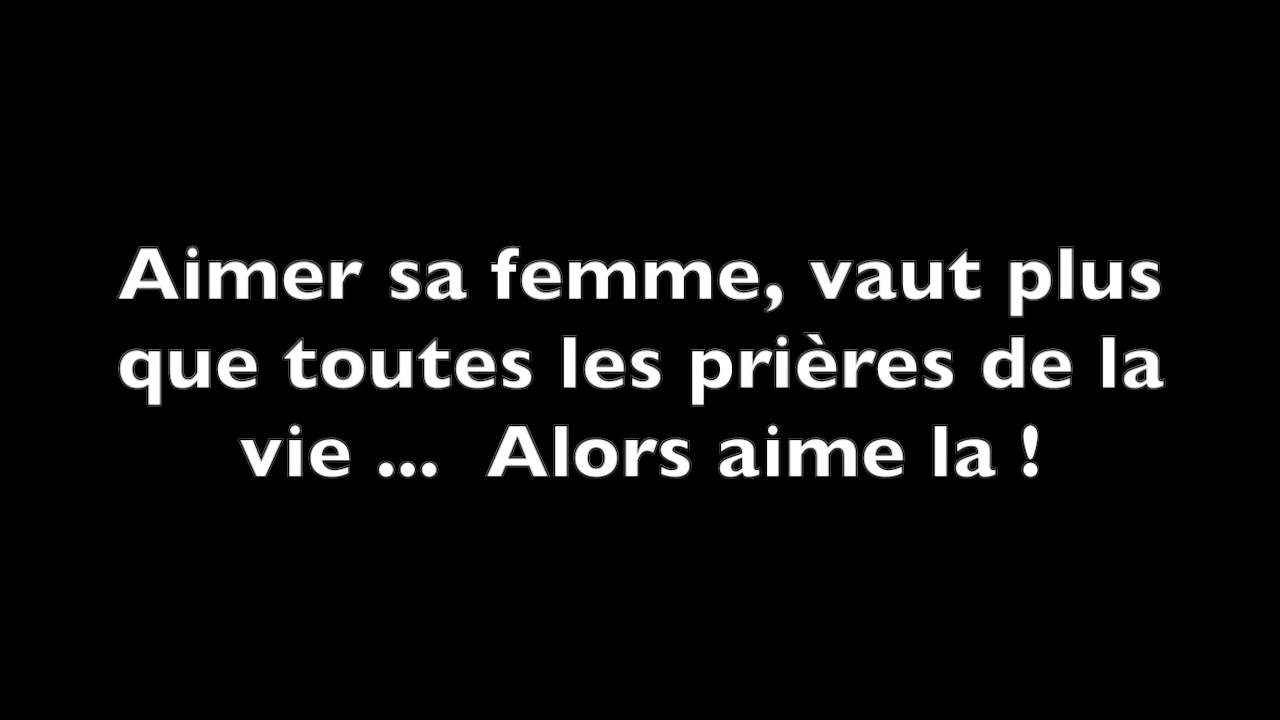 Aimer sa femme, vaut plus
que toutes les prières de la
vie ...  Alors aime la !